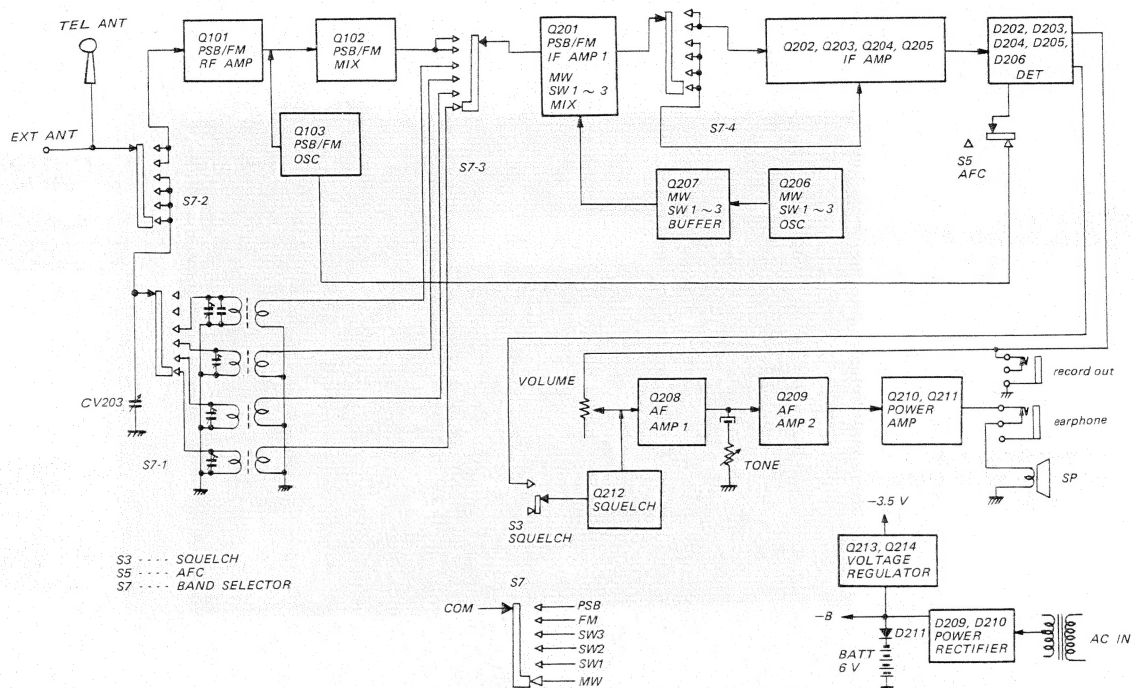 TEL ANT
EXT ANT
S7-2
Q101
PSB/FM
RF AMP
Q102
PSB/FM
MIX
Q103
PSB/FM
OSC
S7-3
Q201
PSB/FM
IF AMP 1
MW
SW 1 ~ 3
MIX
S7-4
Q202, Q203, Q204, Q205
IF AMP
D202, D203,
D204, D205,
D206
DET
S5
AFC
Q207
MW
SW 1 ~ 3
BUFFER
Q206
MW
SW 1 ~ 3
OSC
CV203
S7-1
VOLUME
Q208
AF
AMP 1
TONE
Q209
AF
AMP 2
Q210, Q211
POWER
AMP
record out
earphone
SP
Q212
SQUELCH
S3
SQUELCH
S3 ---- SQUELCH
S5 ---- AFC
S7 ---- BAND SELECTOR
S7
COM
PSB
FM
SW3
SW2
SW1
MW
−3.5 V
Q213, Q214
VOLTAGE
REGULATOR
−B
D211
BATT
6 V
D209, D210
POWER
RECTIFIER
AC IN